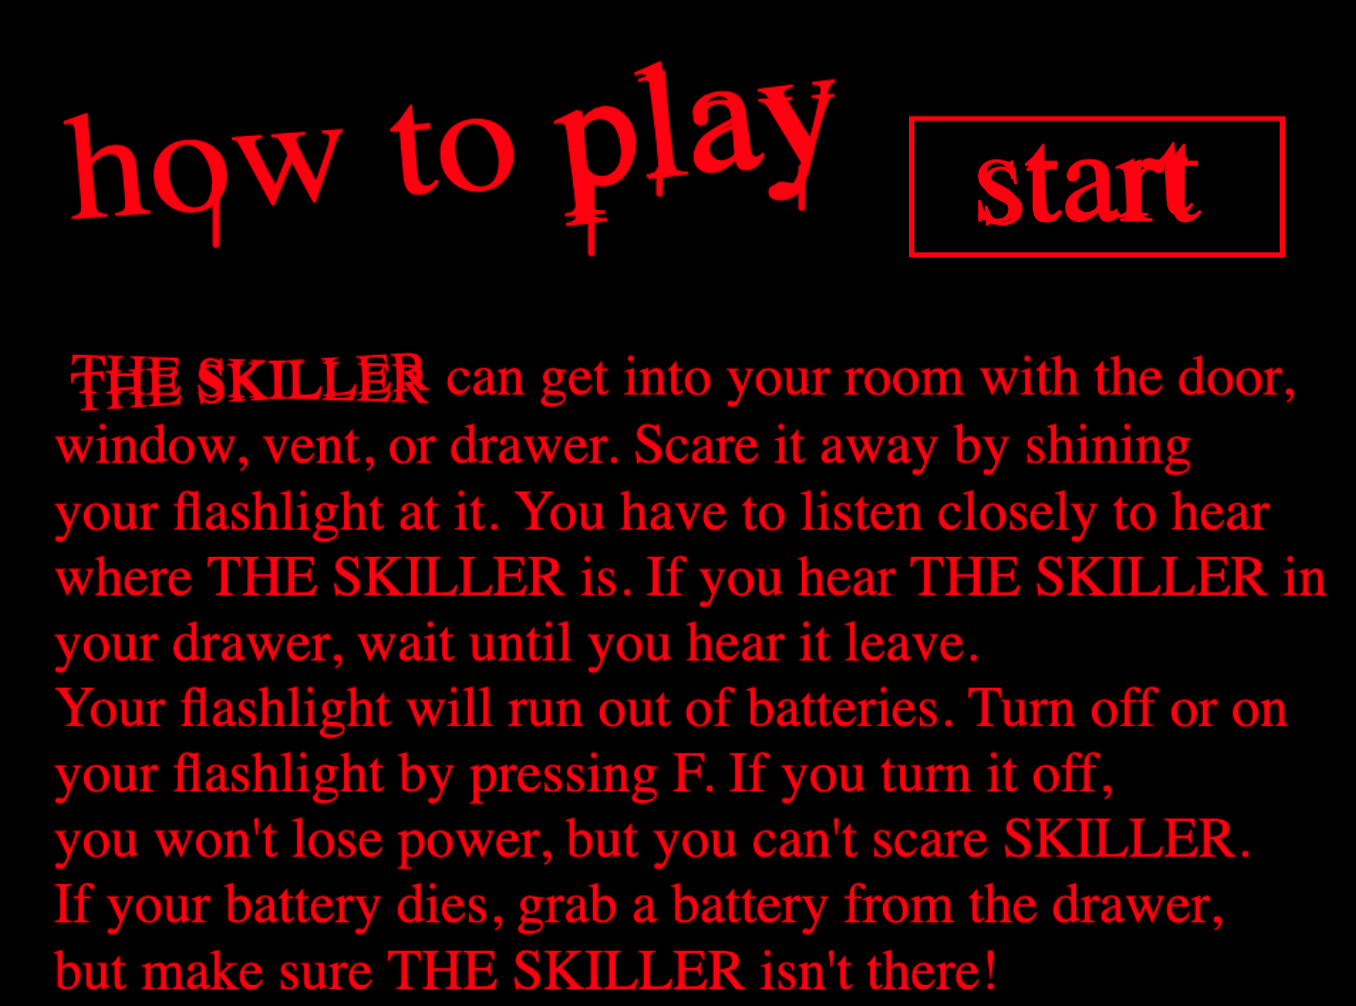 how to play
start
THE SKILLER can get into your room with the door,
window, vent, or drawer. Scare it away by shining
your flashlight at it. You have to listen closely to hear
where THE SKILLER is. If you hear THE SKILLER in
your drawer, wait until you hear it leave.
Your flashlight will run out of batteries. Turn off or on
your flashlight by pressing F. If you turn it off,
you won't lose power, but you can't scare SKILLER.
If your battery dies, grab a battery from the drawer,
but make sure THE SKILLER isn't there!